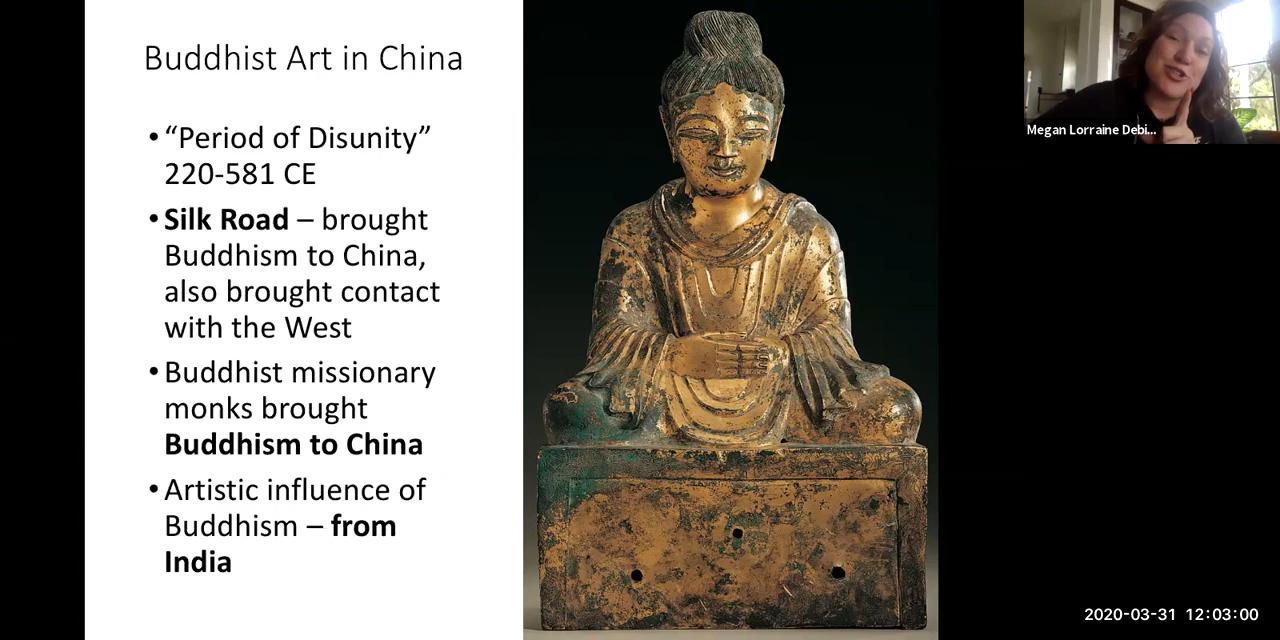 Buddhist Art in China
•“Period of Disunity”
220-581 CE
•Silk Road – brought
Buddhism to China,
also brought contact
with the West
•Buddhist missionary
monks brought
Buddhism to China
•Artistic influence of
Buddhism – from
India
Megan Lorraine Debi...
2020-03-31 12:03:00